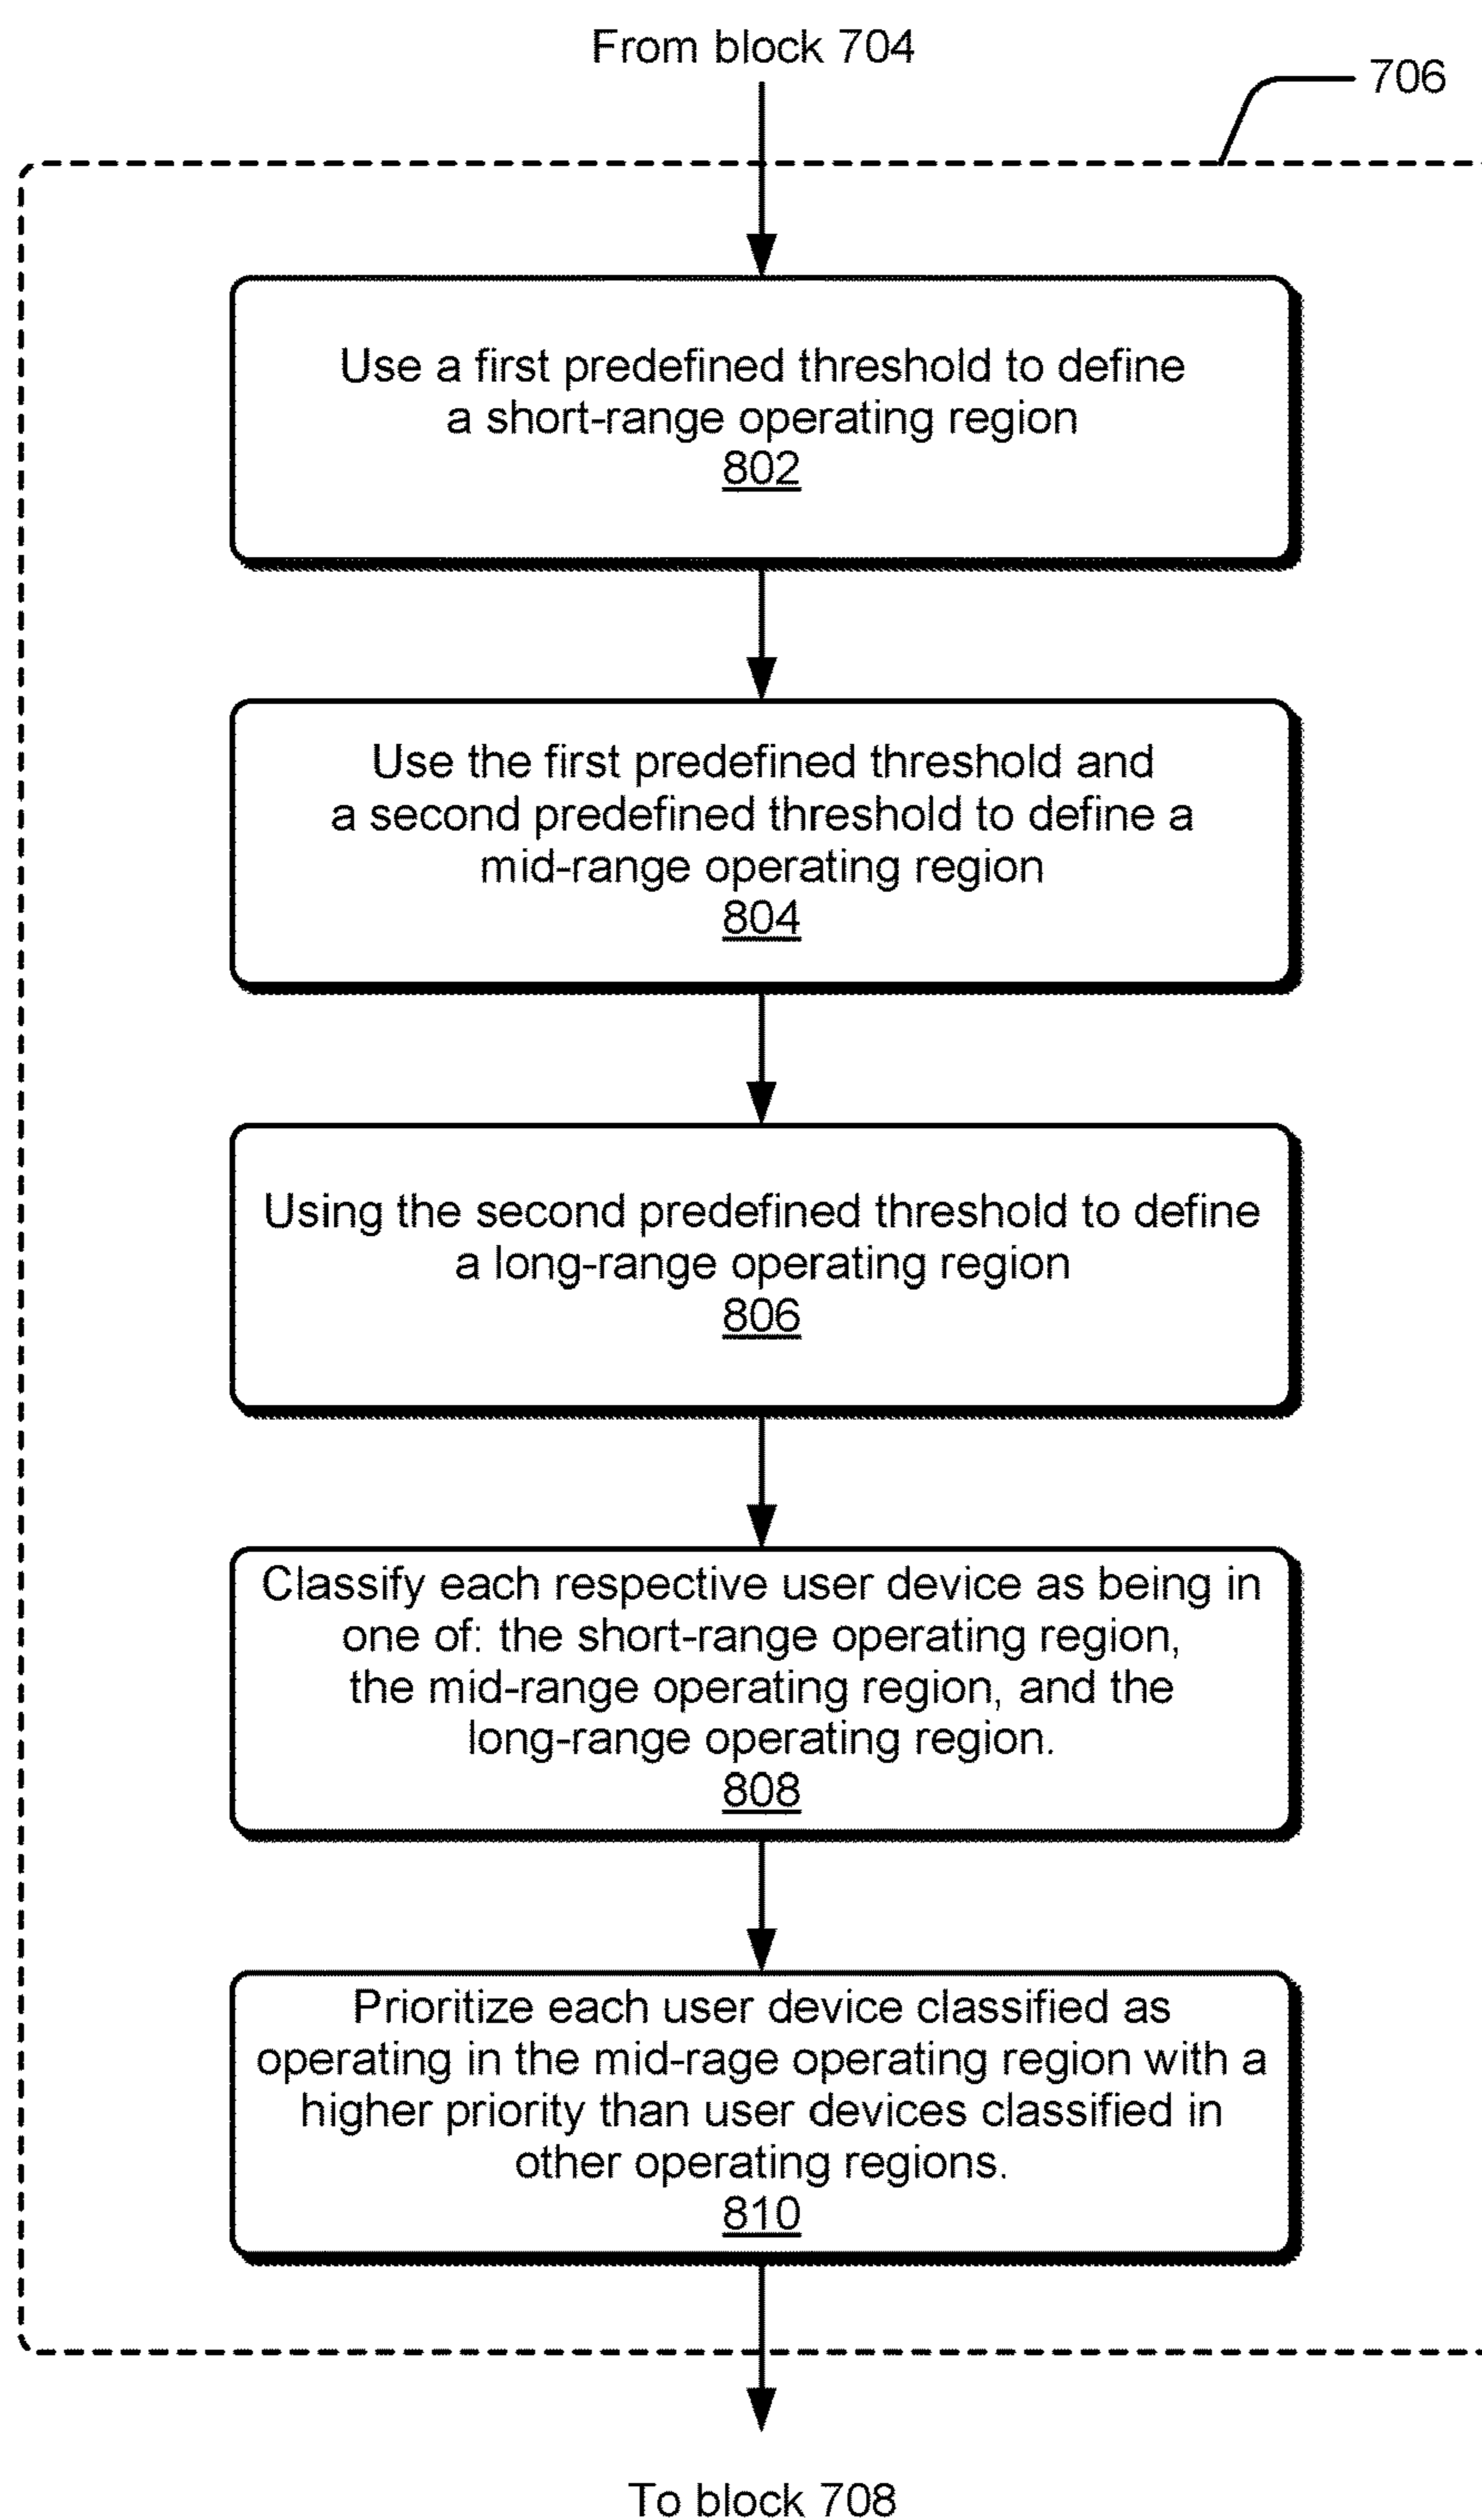 From block 704
706
Use a first predefined threshold to define
a short-range operating region
802
Use the first predefined threshold and
a second predefined threshold to define a
mid-range operating region
804
Using the second predefined threshold to define
a long-range operating region
806
Classify each respective user device as being in
one of: the short-range operating region,
the mid-range operating region, and the
long-range operating region.
808
Prioritize each user device classified as
operating in the mid-rage operating region with a
higher priority than user devices classified in
other operating regions.
810
To block 708